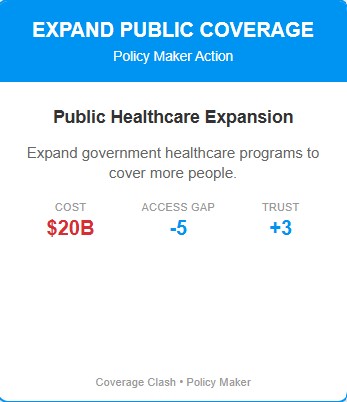 EXPAND PUBLIC COVERAGE
Policy Maker Action
Public Healthcare Expansion
Expand government healthcare programs to
cover more people.
COST ACCESS GAP TRUST
$20B -5 +3
Coverage Clash • Policy Maker